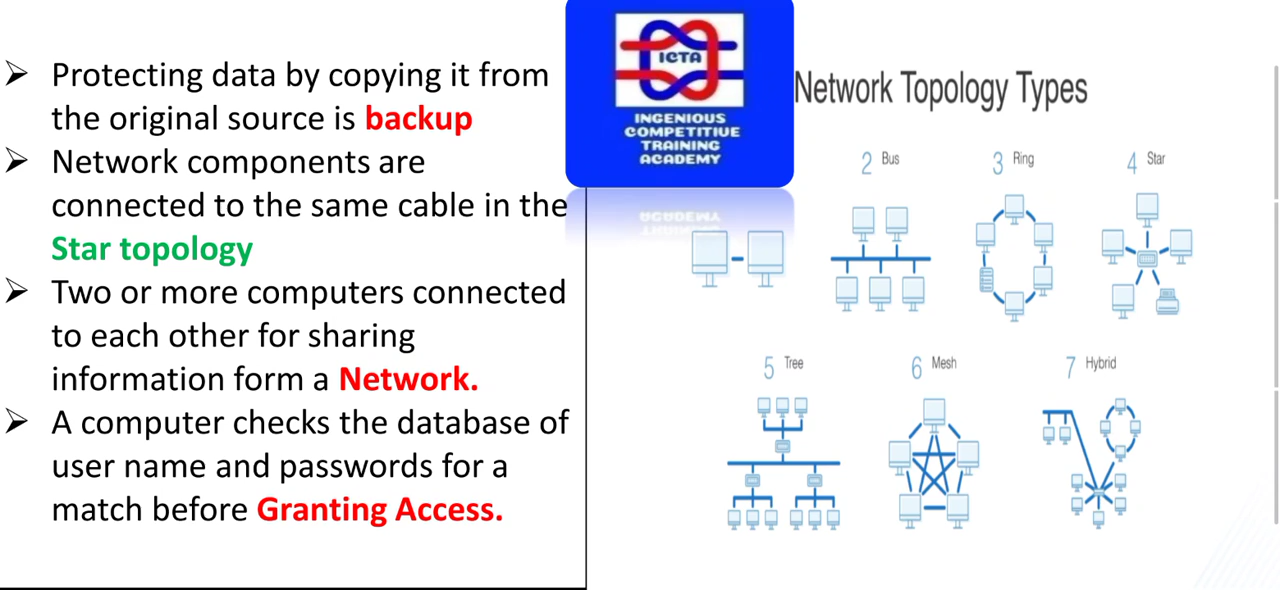 ➢ Protecting data by copying it from
the original source is backup
➢ Network components are
connected to the same cable in the
Star topology
➢ Two or more computers connected
to each other for sharing
information form a Network.
➢ A computer checks the database of
user name and passwords for a
match before Granting Access.
ICTA
INGENIOUS
COMPETITIVE
TRAINING
ACADEMY
Network Topology Types
2 Bus
3 Ring
4 Star
5 Tree
6 Mesh
7 Hybrid